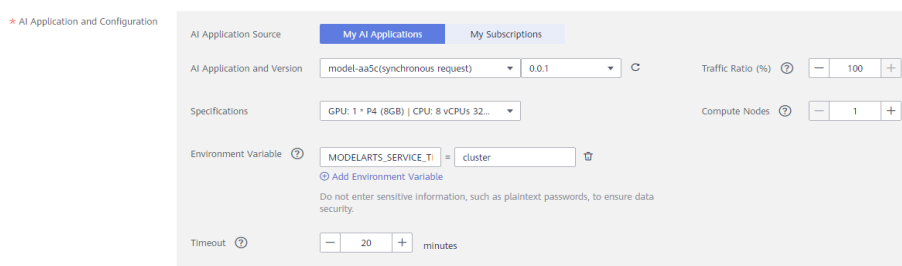 * AI Application and Configuration
AI Application Source My AI Applications My Subscriptions
AI Application and Version model-aa5c(synchronous request) 0.0.1 Traffic Ratio (%) ? — 100 +
Specifications GPU: 1 * P4 (8GB) | CPU: 8 vCPUs 32... Compute Nodes ? — 1 +
Environment Variable ? MODELARTS_SERVICE_TI = cluster
Add Environment Variable
Do not enter sensitive information, such as plaintext passwords, to ensure data
security.
Timeout ? — 20 + minutes